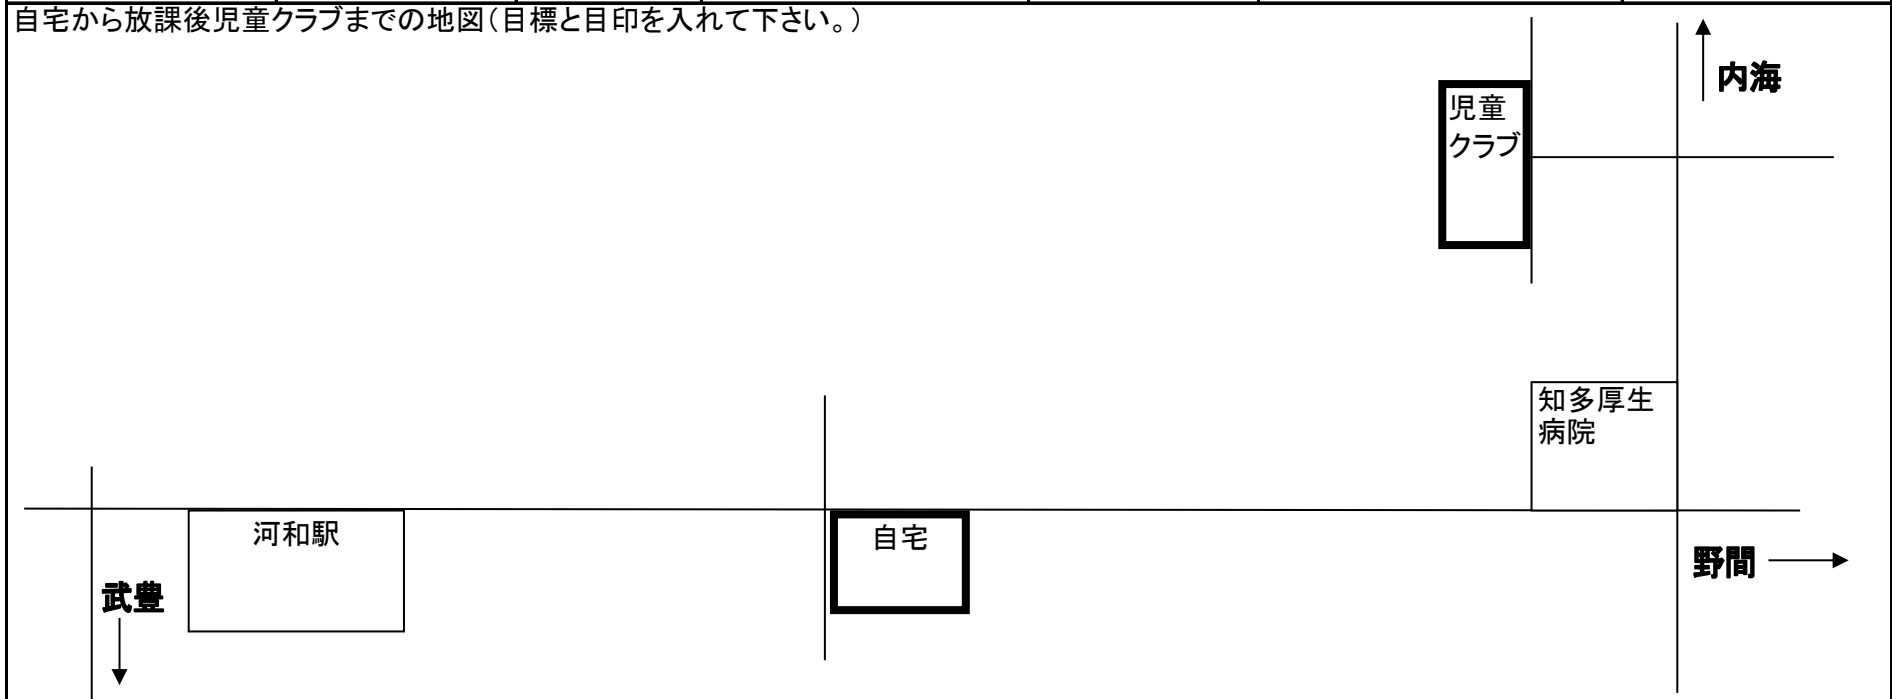 自宅から放課後児童クラブまでの地図（目標と目印を入れて下さい。）
内海
児童
クラブ
知多厚生
病院
河和駅
自宅
野間
武豊